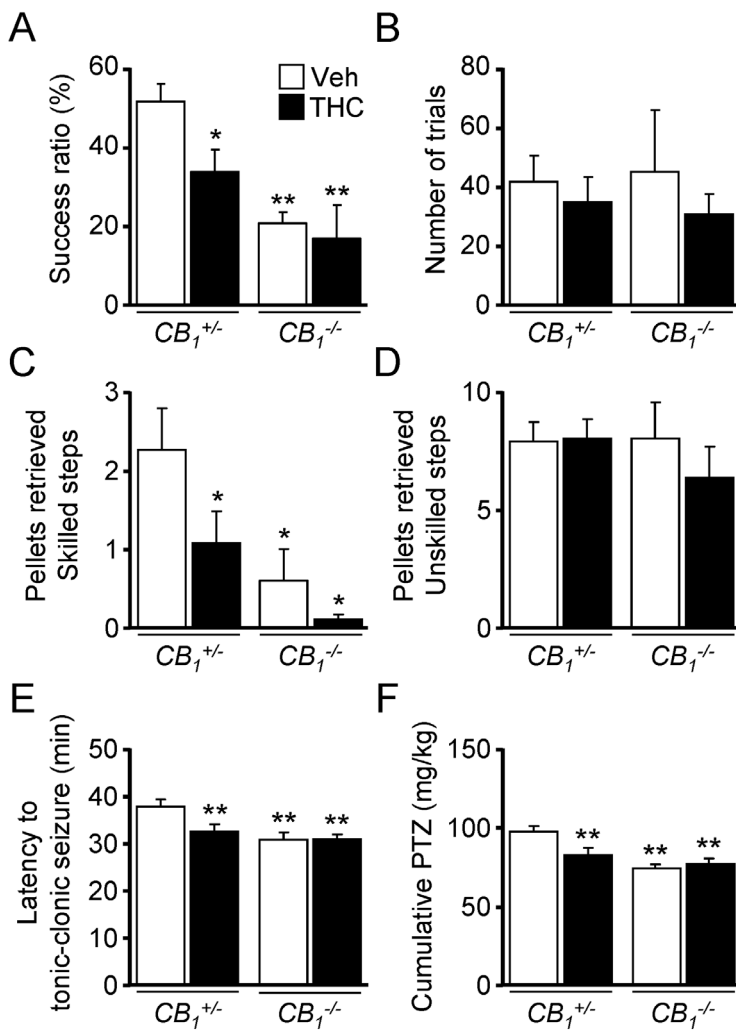 A
Success ratio (%)
60
40
20
0
Veh
THC
*
**
**
CB₁⁺/⁻
CB₁⁻/⁻
B
Number of trials
80
60
40
20
0
CB₁⁺/⁻
CB₁⁻/⁻
C
Pellets retrieved
Skilled steps
3
2
1
0
*
*
*
CB₁⁺/⁻
CB₁⁻/⁻
D
Pellets retrieved
Unskilled steps
10
5
0
CB₁⁺/⁻
CB₁⁻/⁻
E
Latency to
tonic-clonic seizure (min)
50
40
30
20
10
0
**
**
**
CB₁⁺/⁻
CB₁⁻/⁻
F
Cumulative PTZ (mg/kg)
150
100
50
0
**
**
**
CB₁⁺/⁻
CB₁⁻/⁻